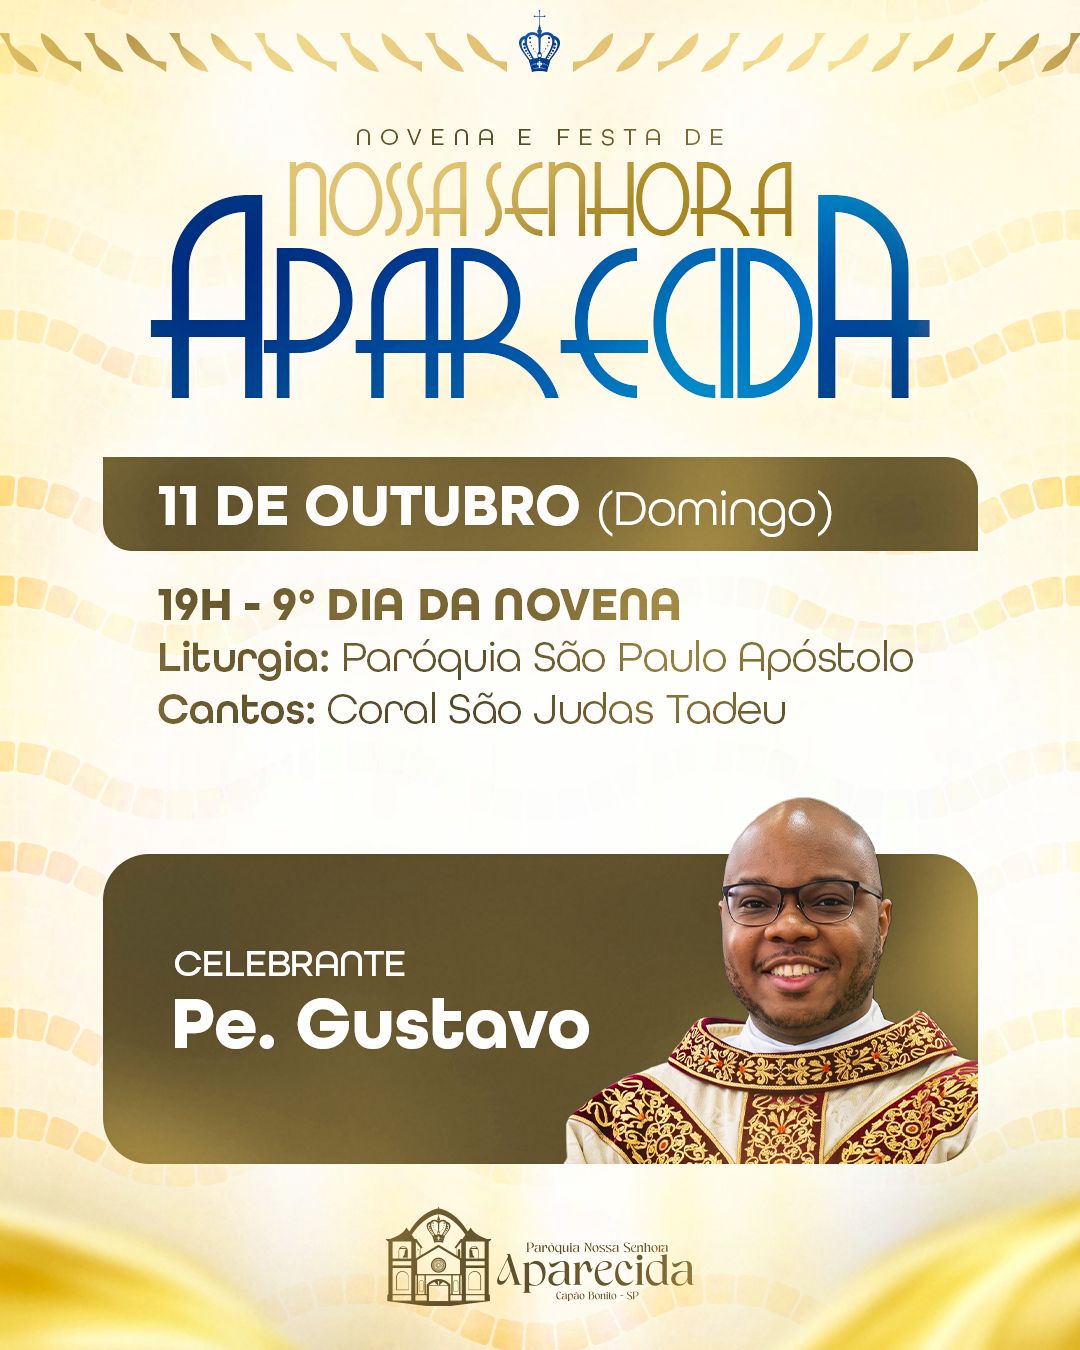 NOVENA E FESTA DE
NOSSA SENHORA
APARECIDA
11 DE OUTUBRO (Domingo)
19H - 9° DIA DA NOVENA
Liturgia: Paróquia São Paulo Apóstolo
Cantos: Coral São Judas Tadeu
CELEBRANTE
Pe. Gustavo
Paróquia Nossa Senhora
Aparecida
Capão Bonito - SP